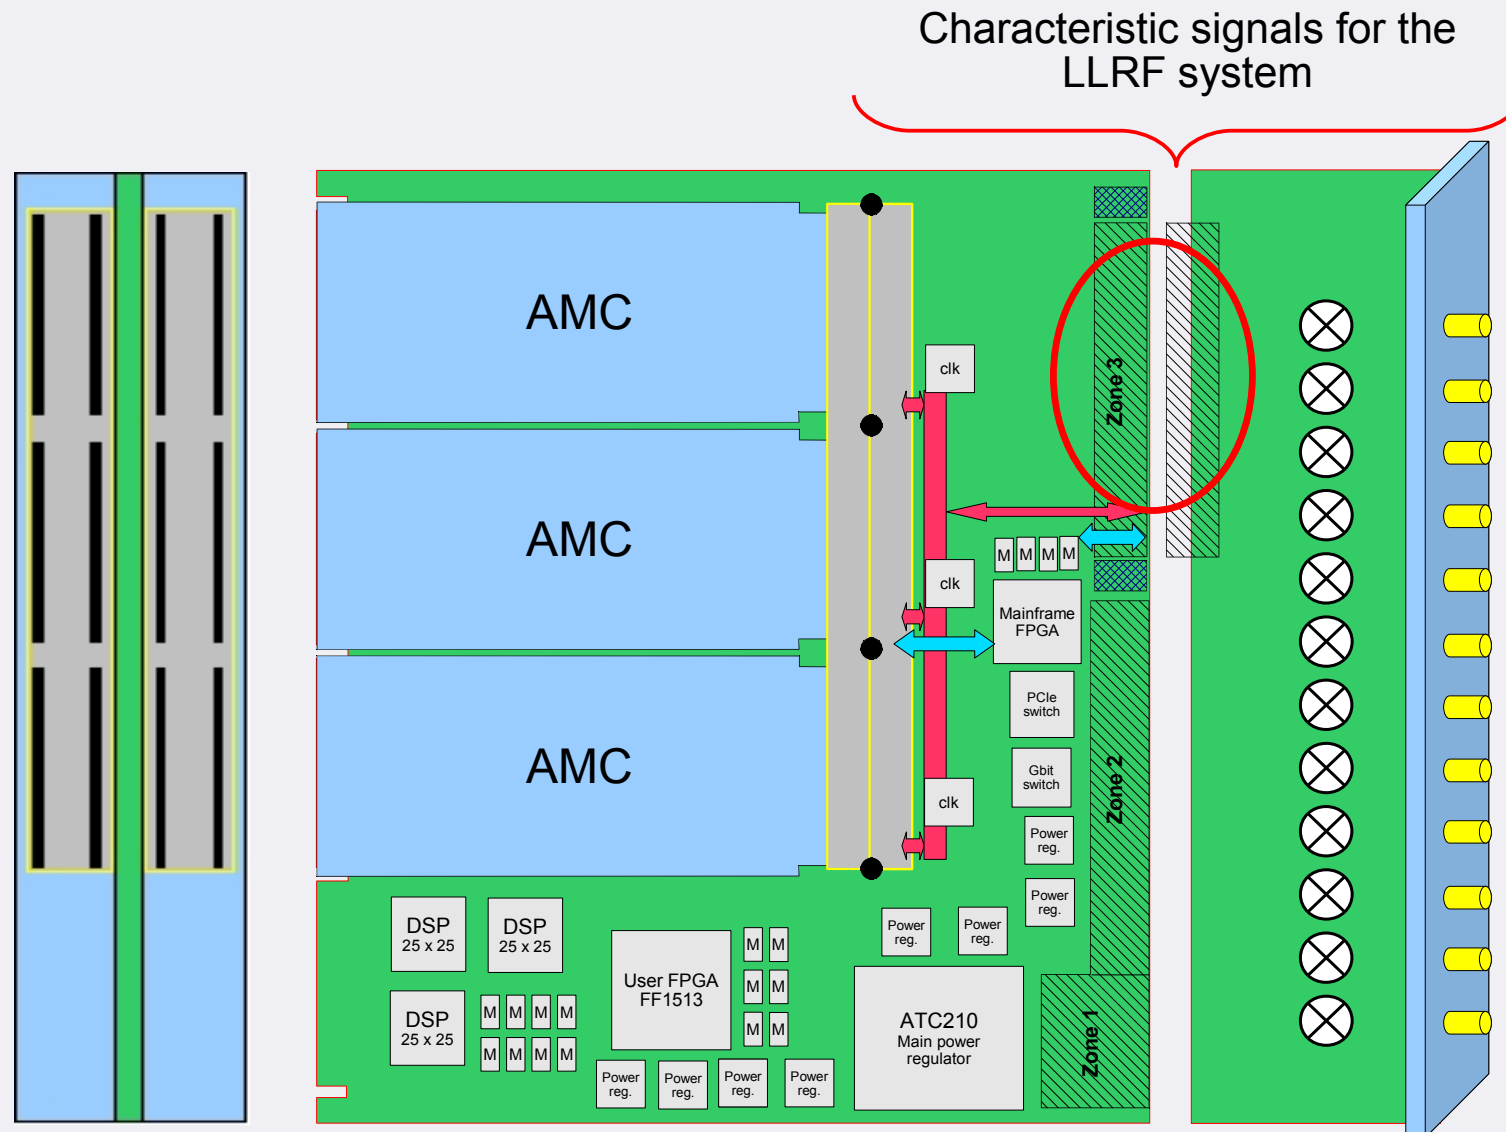 Characteristic signals for the
LLRF system
AMC
clk
Zone 3
AMC
M M M M
clk
Mainframe
FPGA
PCIe
switch
AMC
Gbit
switch
Zone 2
clk
Power
reg.
Power
reg.
DSP
25 x 25
DSP
25 x 25
Power
reg.
Power
reg.
User FPGA
FF1513
M M
M M
M M
DSP
25 x 25
M M M M
M M M M
ATC210
Main power
regulator
Zone 1
Power
reg.
Power
reg.
Power
reg.
Power
reg.